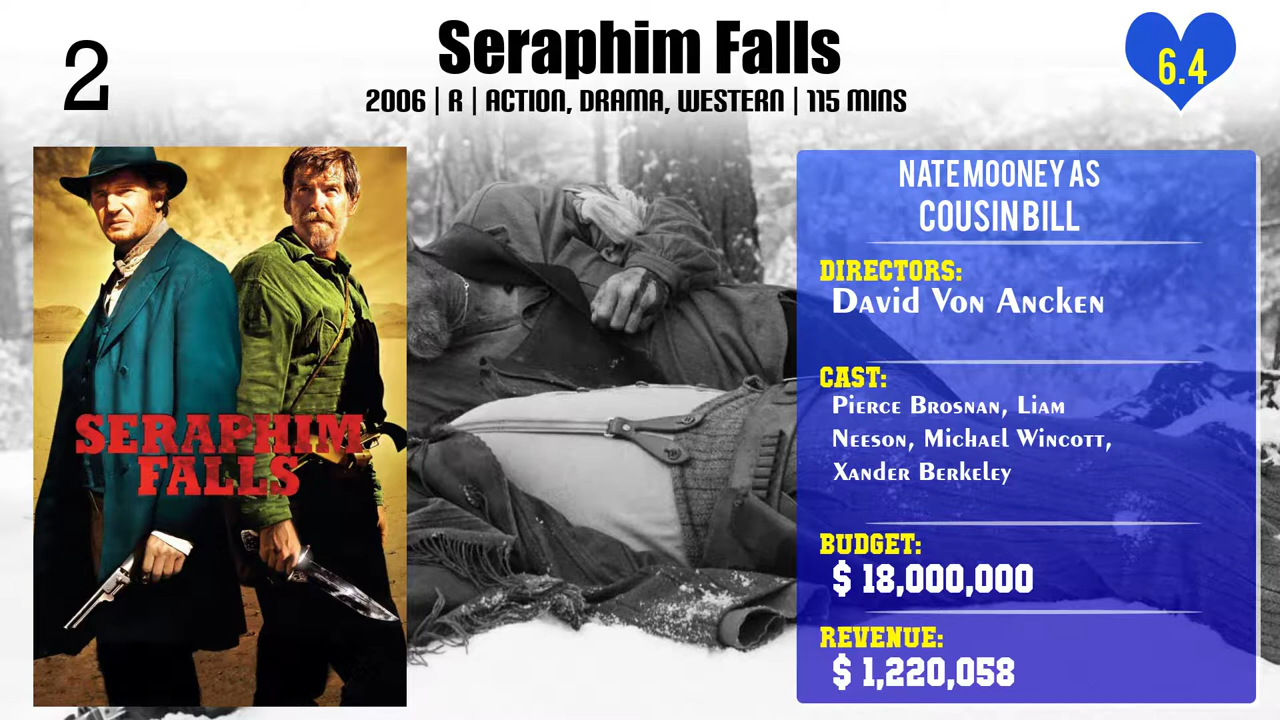 2
Seraphim Falls
2006 | R | ACTION, DRAMA, WESTERN | 115 MINS
6.4
SERAPHIM
FALLS
NATE MOONEY AS
COUSIN BILL
DIRECTORS:
David Von Ancken
CAST:
Pierce Brosnan, Liam
Neeson, Michael Wincott,
Xander Berkeley
BUDGET:
$ 18,000,000
REVENUE:
$ 1,220,058